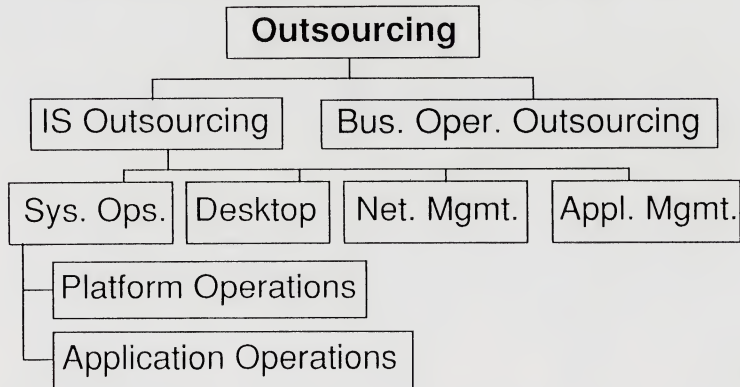 Outsourcing
IS Outsourcing
Bus. Oper. Outsourcing
Sys. Ops.
Desktop
Net. Mgmt.
Appl. Mgmt.
Platform Operations
Application Operations